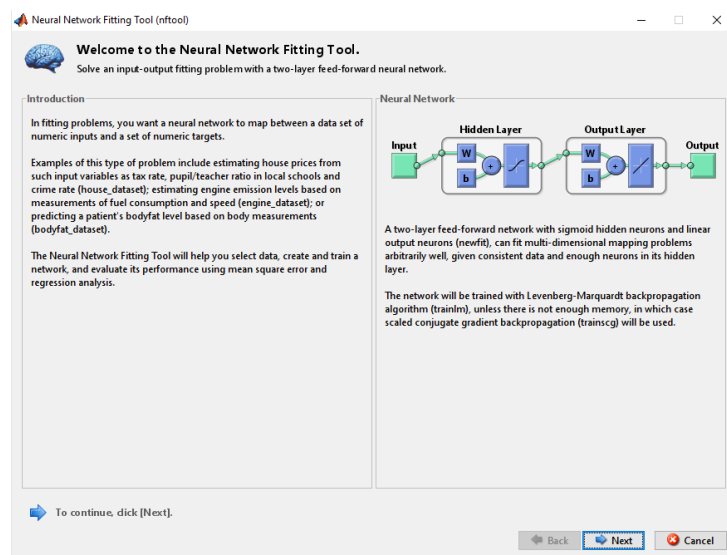 Neural Network Fitting Tool (nftool)
Welcome to the Neural Network Fitting Tool.
Solve an input-output fitting problem with a two-layer feed-forward neural network.
Introduction
In fitting problems, you want a neural network to map between a data set of
numeric inputs and a set of numeric targets.
Examples of this type of problem include estimating house prices from
such input variables as tax rate, pupil/teacher ratio in local schools and
crime rate (house_dataset); estimating engine emission levels based on
measurements of fuel consumption and speed (engine_dataset); or
predicting a patient's bodyfat level based on body measurements
(bodyfat_dataset).
The Neural Network Fitting Tool will help you select data, create and train a
network, and evaluate its performance using mean square error and
regression analysis.
Neural Network
Hidden Layer
Output Layer
Input
Output
W
b
+
W
b
+
A two-layer feed-forward network with sigmoid hidden neurons and linear
output neurons (newfit), can fit multi-dimensional mapping problems
arbitrarily well, given consistent data and enough neurons in its hidden
layer.
The network will be trained with Levenberg-Marquardt backpropagation
algorithm (trainlm), unless there is not enough memory, in which case
scaled conjugate gradient backpropagation (trainscg) will be used.
To continue, click [Next].
Back
Next
Cancel